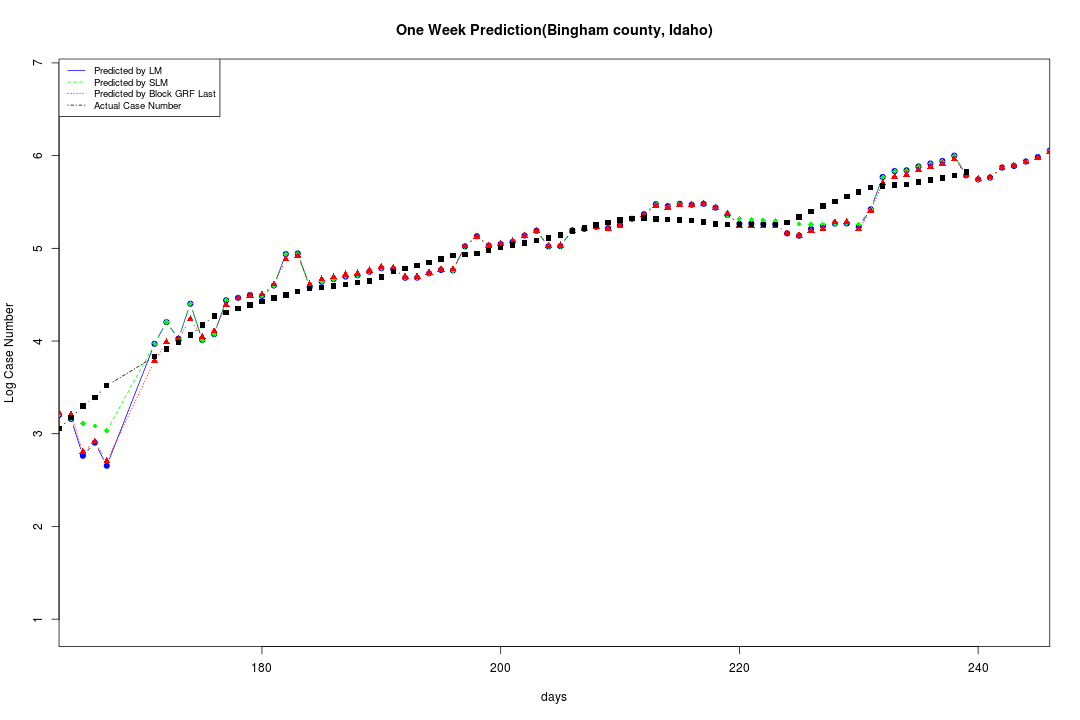 One Week Prediction(Bingham county, Idaho)
Predicted by LM
Predicted by SLM
Predicted by Block GRF Last
Actual Case Number
7
6
5
4
3
2
1
Log Case Number
180
200
220
240
days